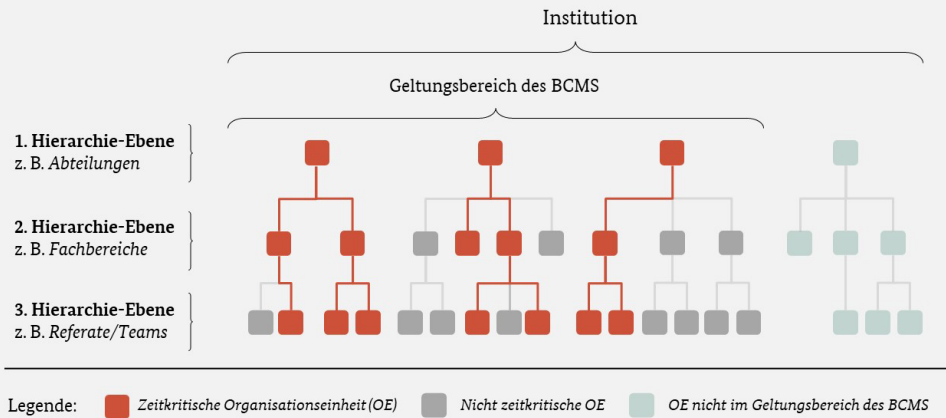 Institution
Geltungsbereich des BCMS
1. Hierarchie-Ebene
z. B. Abteilungen
2. Hierarchie-Ebene
z. B. Fachbereiche
3. Hierarchie-Ebene
z. B. Referate/Teams
Legende: Zeitkritische Organisationseinheit (OE) Nicht zeitkritische OE OE nicht im Geltungsbereich des BCMS